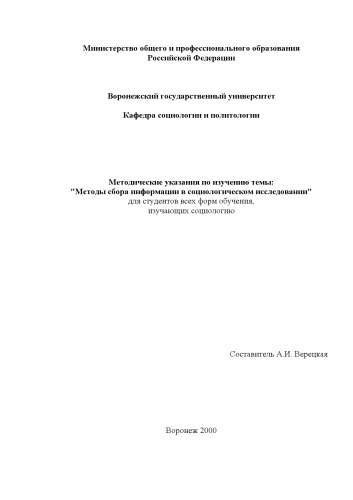 Министерство общего и профессионального образования
Российской Федерации
Воронежский государственный университет
Кафедра социологии и политологии
Методические указания по изучению темы:
"Методы сбора информации в социологическом исследовании"
для студентов всех форм обучения,
изучающих социологию
Составитель А.И. Верецкая
Воронеж 2000